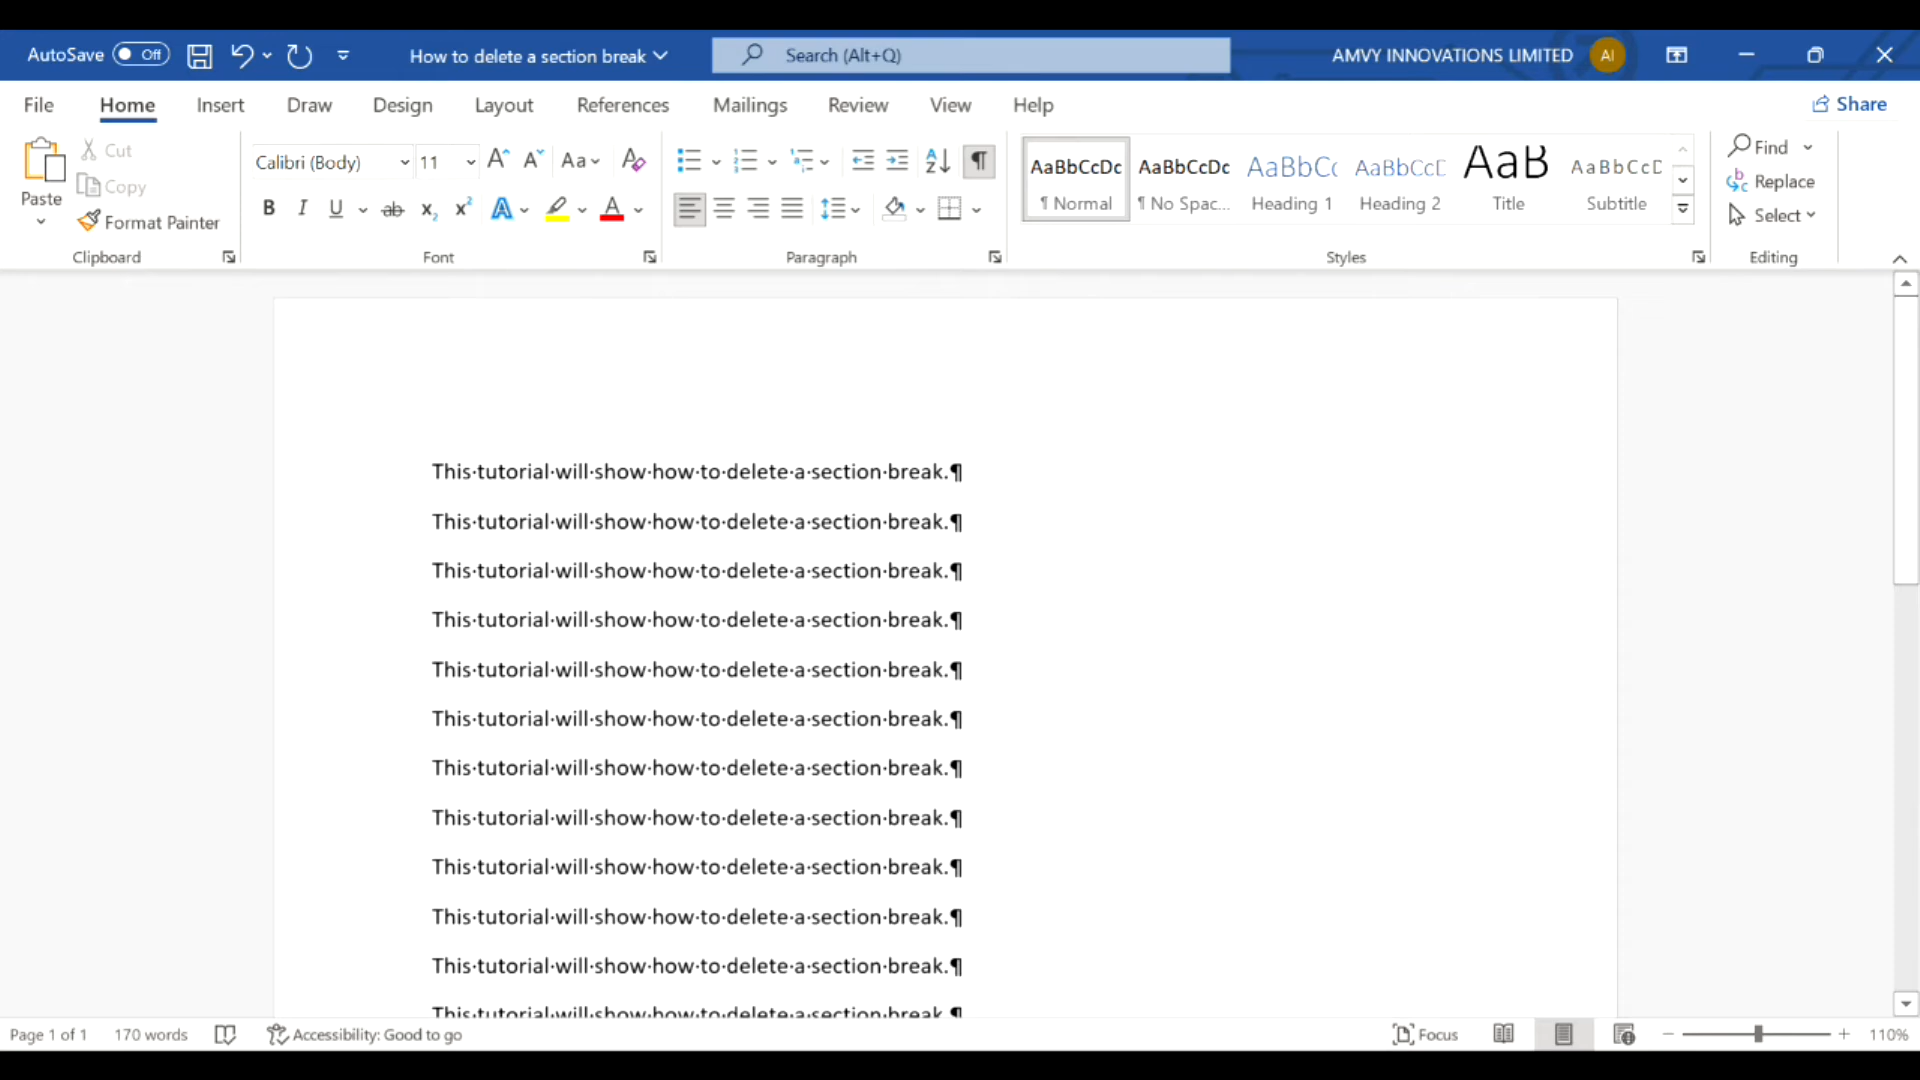 AutoSave Off How to delete a section break Search (Alt+Q) AMVY INNOVATIONS LIMITED AI
File Home Insert Draw Design Layout References Mailings Review View Help Share
Paste Cut Copy Format Painter
Clipboard
Calibri (Body) 11 Aa
B I U ab x₂ x² A A
Font
Paragraph
AaBbCcDc AaBbCcDc AaBbCc AaBbCcD AaB AaBbCcD
¶ Normal ¶ No Spac... Heading 1 Heading 2 Title Subtitle
Styles
Find
Replace
Select
Editing
This·tutorial·will·show·how·to·delete·a·section·break.¶
This·tutorial·will·show·how·to·delete·a·section·break.¶
This·tutorial·will·show·how·to·delete·a·section·break.¶
This·tutorial·will·show·how·to·delete·a·section·break.¶
This·tutorial·will·show·how·to·delete·a·section·break.¶
This·tutorial·will·show·how·to·delete·a·section·break.¶
This·tutorial·will·show·how·to·delete·a·section·break.¶
This·tutorial·will·show·how·to·delete·a·section·break.¶
This·tutorial·will·show·how·to·delete·a·section·break.¶
This·tutorial·will·show·how·to·delete·a·section·break.¶
This·tutorial·will·show·how·to·delete·a·section·break.¶
This·tutorial·will·show·how·to·delete·a·section·break.¶
Page 1 of 1 170 words Accessibility: Good to go Focus 110%